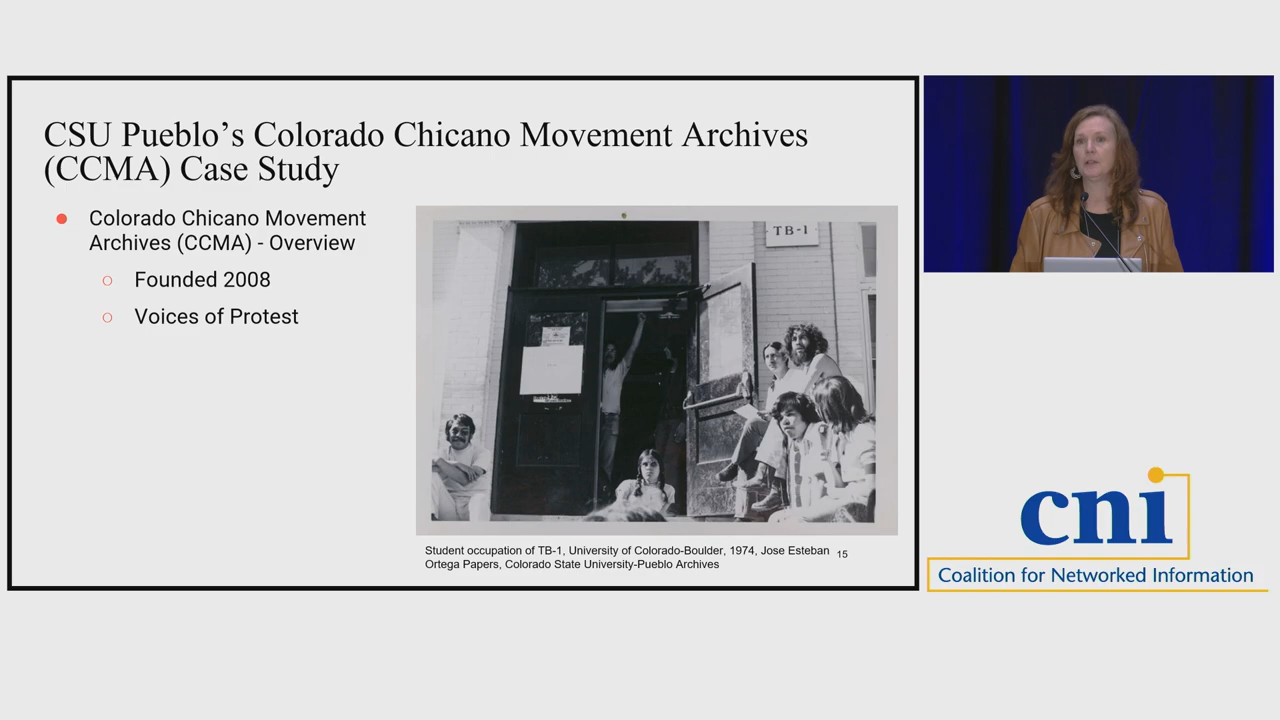 CSU Pueblo's Colorado Chicano Movement Archives
(CCMA) Case Study
Colorado Chicano Movement
Archives (CCMA) - Overview
Founded 2008
Voices of Protest
TB-1
Student occupation of TB-1, University of Colorado-Boulder, 1974, Jose Esteban
Ortega Papers, Colorado State University-Pueblo Archives
15
cni
Coalition for Networked Information